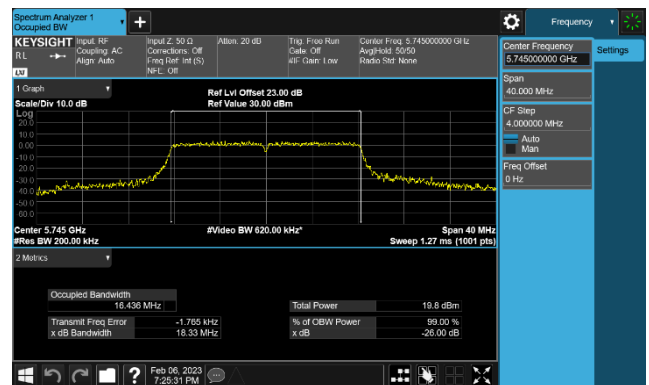 Spectrum Analyzer 1
Occupied BW
Frequency
KEYSIGHT Input: RF
R L Coupling: AC
Align: Auto
LXI
Input Z: 50 Ω
Corrections: Off
Freq Ref: Int (S)
NFE: Off
Atten: 20 dB
Trig: Free Run
Gate: Off
#IF Gain: Low
Center Freq: 5.745000000 GHz
Avg|Hold: 50/50
Radio Std: None
Center Frequency
5.745000000 GHz
Settings
Span
40.000 MHz
CF Step
4.000000 MHz
Auto
Man
Freq Offset
0 Hz
1 Graph
Scale/Div 10.0 dB
Ref Lvl Offset 23.00 dB
Ref Value 30.00 dBm
Log
20.0
10.0
0.00
-10.0
-20.0
-30.0
-40.0
-50.0
-60.0
Center 5.745 GHz
#Res BW 200.00 kHz
#Video BW 620.00 kHz*
Span 40 MHz
Sweep 1.27 ms (1001 pts)
2 Metrics
Occupied Bandwidth
16.436 MHz
Total Power 19.8 dBm
Transmit Freq Error -1.765 kHz
% of OBW Power 99.00 %
x dB Bandwidth 18.33 MHz
x dB -26.00 dB
?
Feb 06, 2023
7:25:31 PM